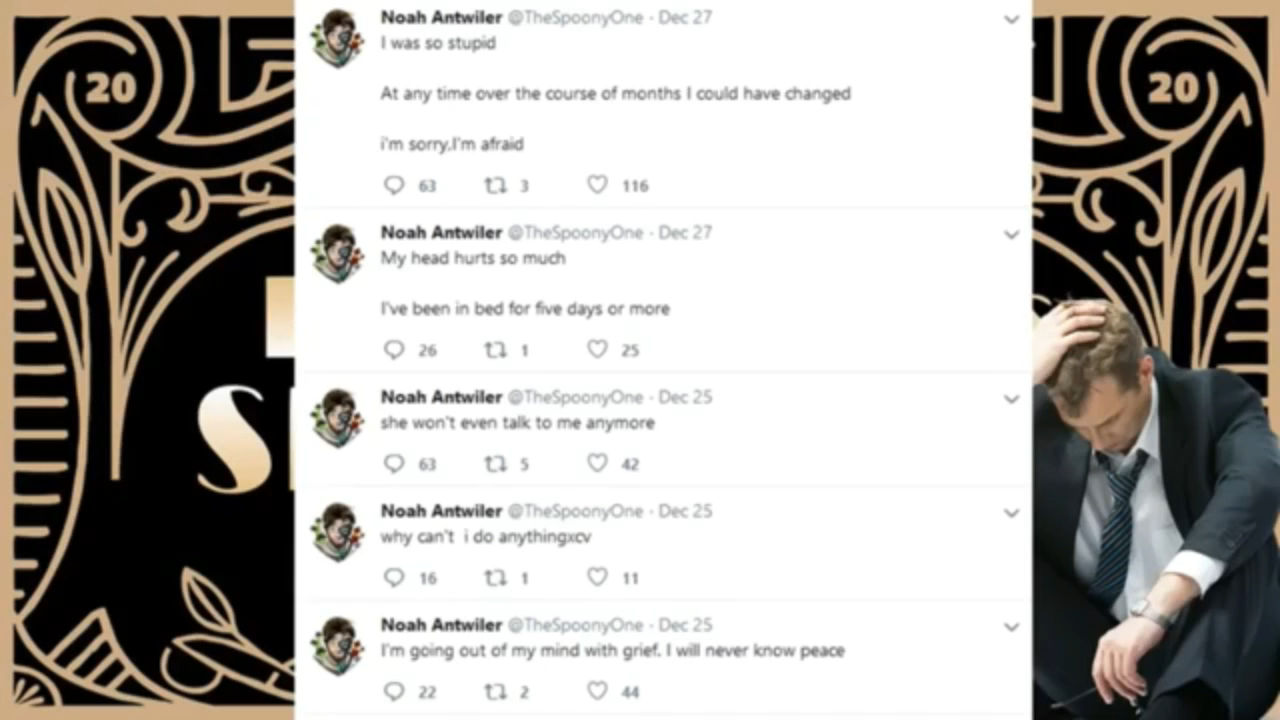 20
20
Noah Antwiler @TheSpoonyOne · Dec 27
I was so stupid
At any time over the course of months I could have changed
i'm sorry,I'm afraid
63 3 116
Noah Antwiler @TheSpoonyOne · Dec 27
My head hurts so much
I've been in bed for five days or more
26 1 25
Noah Antwiler @TheSpoonyOne · Dec 25
she won't even talk to me anymore
63 5 42
Noah Antwiler @TheSpoonyOne · Dec 25
why can't i do anythingxcv
16 1 11
Noah Antwiler @TheSpoonyOne · Dec 25
I'm going out of my mind with grief. I will never know peace
22 2 44
S